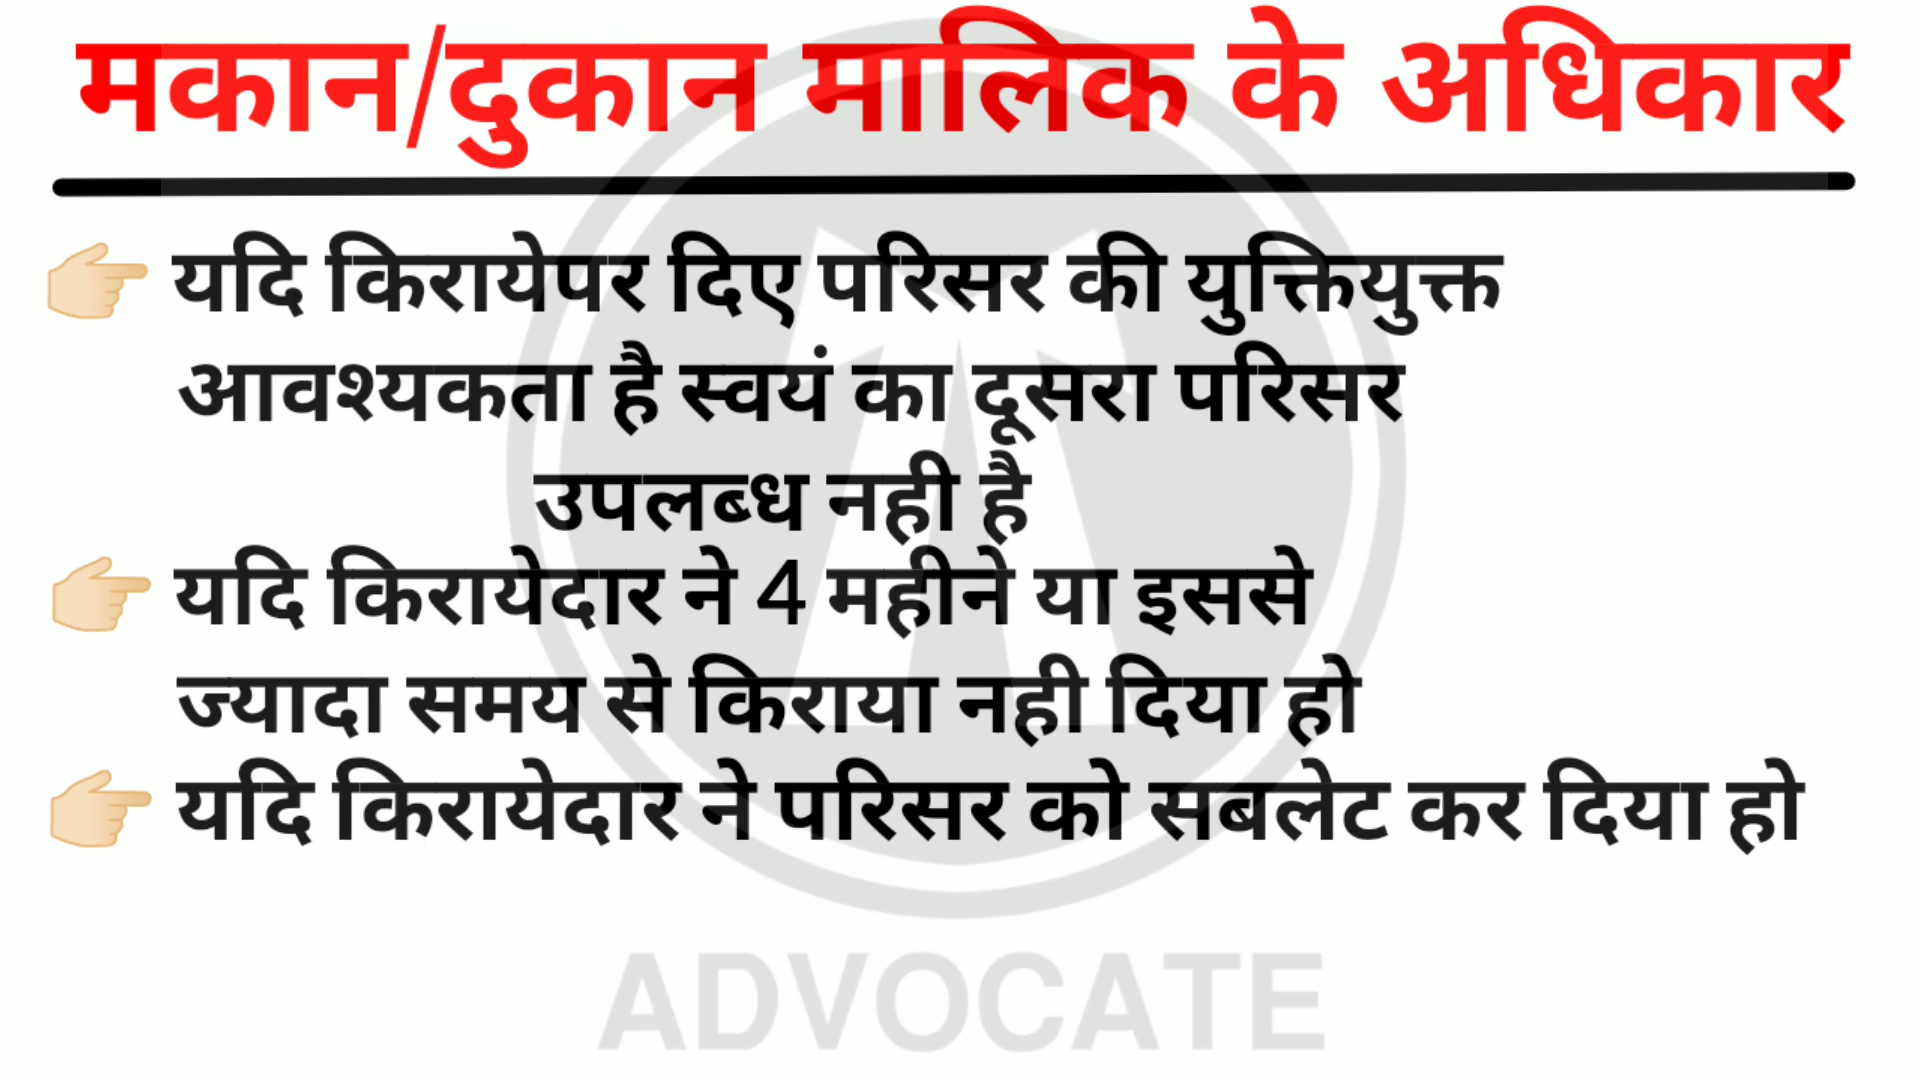 मकान/दुकान मालिक के अधिकार
👉🏻 यदि किरायेपर दिए परिसर की युक्तियुक्त
आवश्यकता है स्वयं का दूसरा परिसर
उपलब्ध नही है
👉🏻 यदि किरायेदार ने 4 महीने या इससे
ज्यादा समय से किराया नही दिया हो
👉🏻 यदि किरायेदार ने परिसर को सबलेट कर दिया हो
ADVOCATE